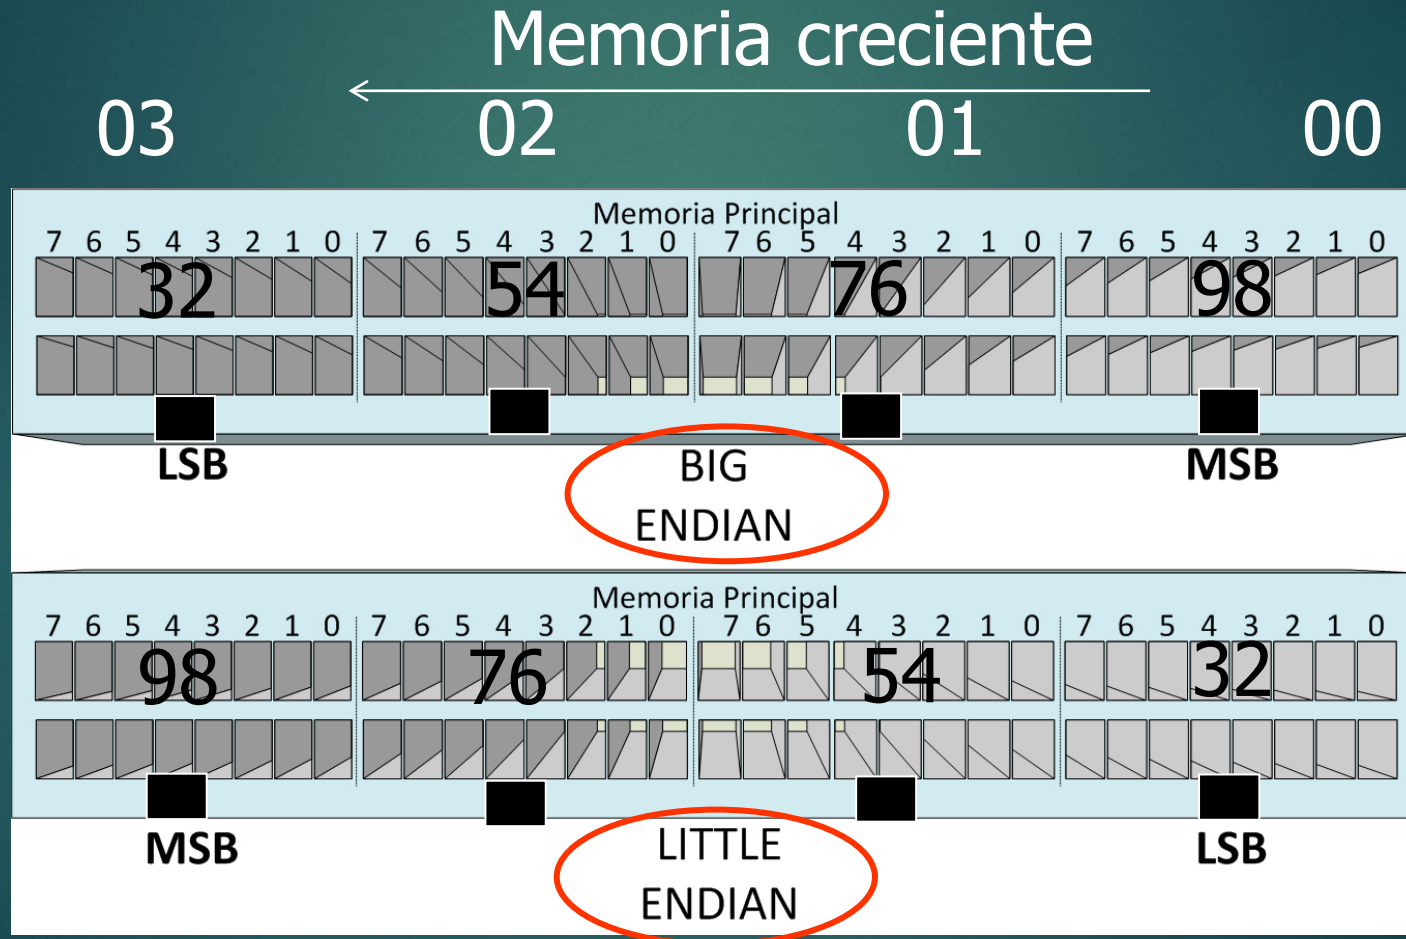 Memoria creciente
03 02 01 00
Memoria Principal
7 6 5 4 3 2 1 0 7 6 5 4 3 2 1 0 7 6 5 4 3 2 1 0 7 6 5 4 3 2 1 0
32 54 76 98
LSB MSB
BIG
ENDIAN
Memoria Principal
7 6 5 4 3 2 1 0 7 6 5 4 3 2 1 0 7 6 5 4 3 2 1 0 7 6 5 4 3 2 1 0
98 76 54 32
MSB LSB
LITTLE
ENDIAN